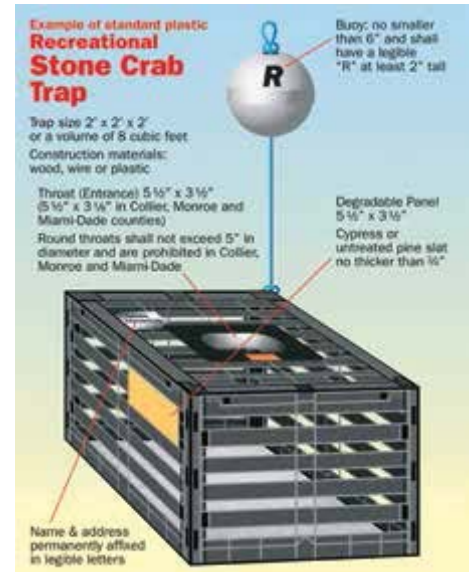 Example of standard plastic
Recreational
Stone Crab
Trap
Trap size 2' x 2' x 2'
or a volume of 8 cubic feet
Construction materials:
wood, wire or plastic
Throat (Entrance) 5 ½" x 3 ½"
(5 ½" x 3 ⅛" in Collier, Monroe and
Miami-Dade counties)
Round throats shall not exceed 5" in
diameter and are prohibited in Collier,
Monroe and Miami-Dade
Buoy: no smaller
than 6" and shall
have a legible
"R" at least 2" tall
R
Degradable Panel
5 ½" x 3 ½"
Cypress or
untreated pine slat
no thicker than ¾"
Name & address
permanently affixed
in legible letters